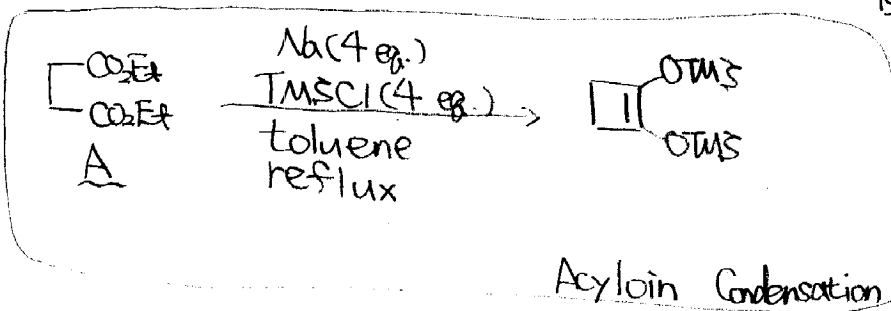 CO₂Et
CO₂Et
A
Na(4 eq.)
TMSCl(4 eq.)
toluene
reflux
OTMS
OTMS
Acyloin Condensation